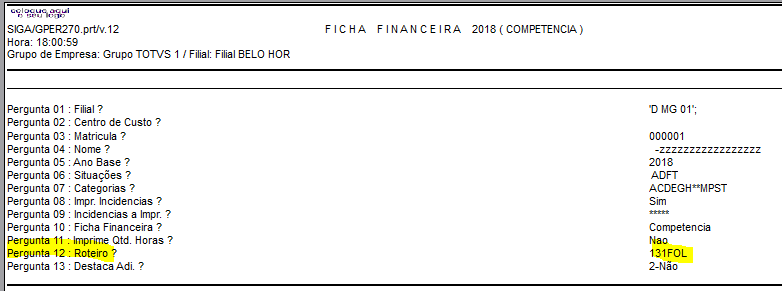 coloque aqui
o seu logo
SIGA/GPER270.prt/v.12 F I C H A F I N A N C E I R A 2018 ( COMPETENCIA )
Hora: 18:00:59
Grupo de Empresa: Grupo TOTVS 1 / Filial: Filial BELO HOR
Pergunta 01 : Filial ? 'D MG 01';
Pergunta 02 : Centro de Custo ?
Pergunta 03 : Matricula ? 000001
Pergunta 04 : Nome ? -zzzzzzzzzzzzzzzzz
Pergunta 05 : Ano Base ? 2018
Pergunta 06 : Situações ? ADFT
Pergunta 07 : Categorias ? ACDEGH**MPST
Pergunta 08 : Impr. Incidencias ? Sim
Pergunta 09 : Incidencias a Impr. ? *****
Pergunta 10 : Ficha Financeira ? Competencia
Pergunta 11 : Imprime Qtd. Horas ? Nao
Pergunta 12 : Roteiro ? 131FOL
Pergunta 13 : Destaca Adi. ? 2-Não